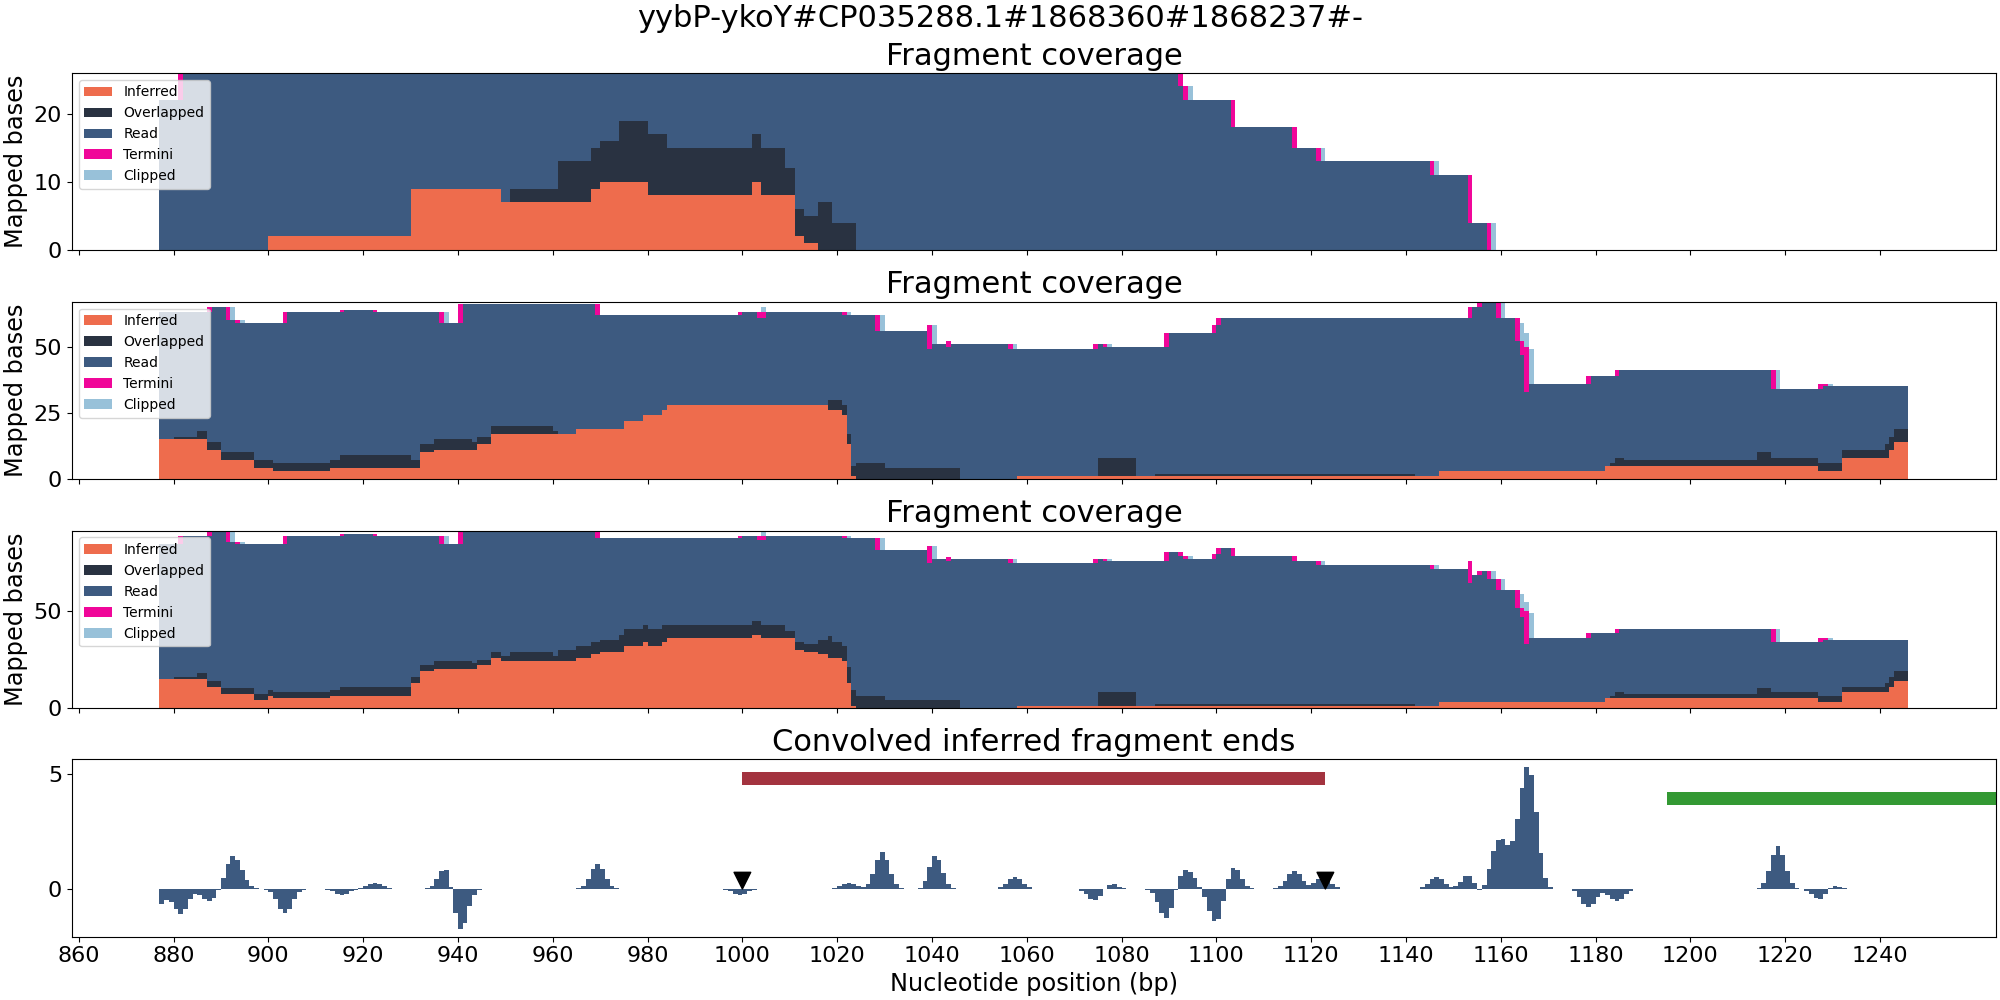 yybP-ykoY#CP035288.1#1868360#1868237#-
Fragment coverage
Mapped bases
20
10
0
Inferred
Overlapped
Read
Termini
Clipped
Fragment coverage
Mapped bases
50
25
0
Inferred
Overlapped
Read
Termini
Clipped
Fragment coverage
Mapped bases
50
0
Inferred
Overlapped
Read
Termini
Clipped
Convolved inferred fragment ends
5
0
860 880 900 920 940 960 980 1000 1020 1040 1060 1080 1100 1120 1140 1160 1180 1200 1220 1240
Nucleotide position (bp)